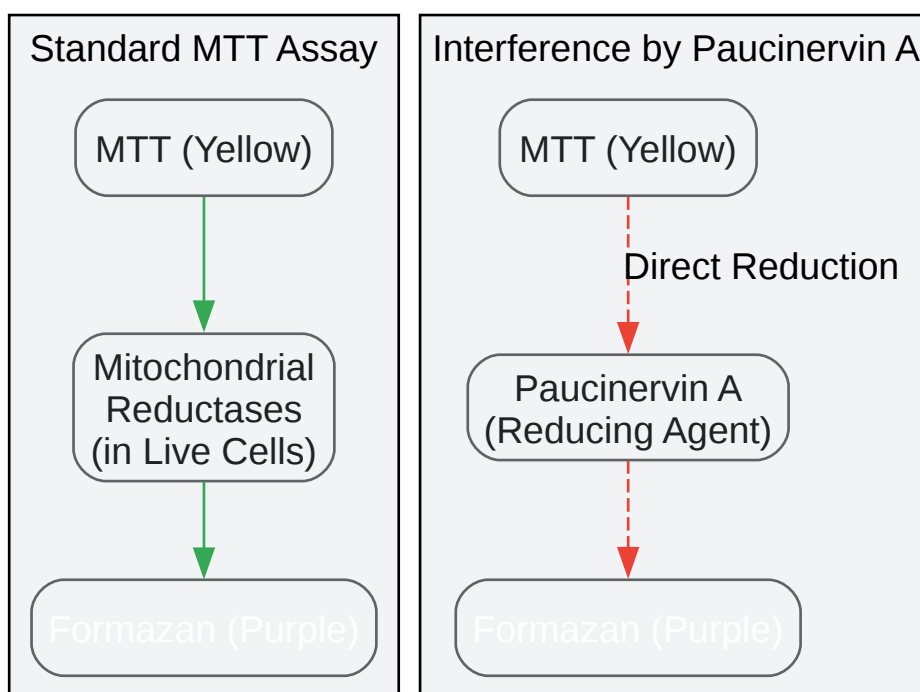 Standard MTT Assay
MTT (Yellow)
Mitochondrial
Reductases
(in Live Cells)
Formazan (Purple)
Interference by Paucinervin A
MTT (Yellow)
Direct Reduction
Paucinervin A
(Reducing Agent)
Formazan (Purple)